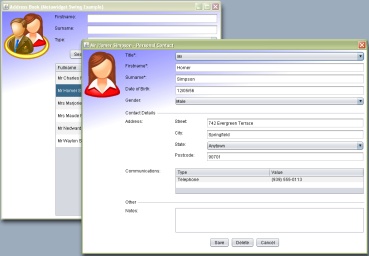 Address Book (Metawidget Swing Example)
Firstname:
Surname:
Type:
Fullname
Mr Charles
Mr Homer S
Mrs Marjorie
Mrs Maude
Mr Nedward
Mr Waylon S
Mr Homer Simpson - Personal Contact
Title*: Mr
Firstname*: Homer
Surname*: Simpson
Date of Birth:
Gender: Male
Contact Details
Address: Street: 742 Evergreen Terrace
City: Springfield
State: Anytown
Postcode: 90701
Communications: Type Value
Telephone (939) 555-0113
Other
Notes:
Save Delete Cancel